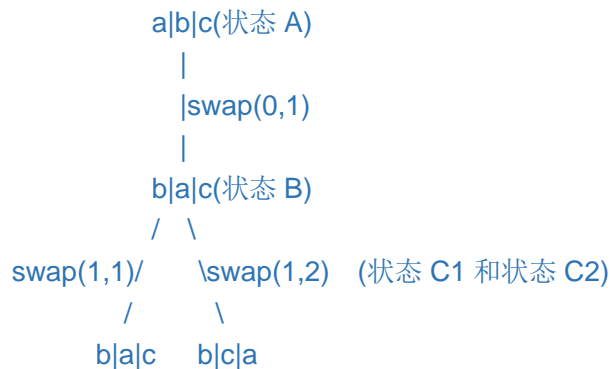 a|b|c(状态 A)
|
|swap(0,1)
|
b|a|c(状态 B)
/ \
swap(1,1)/ \swap(1,2) (状态 C1 和状态 C2)
/ \
b|a|c b|c|a